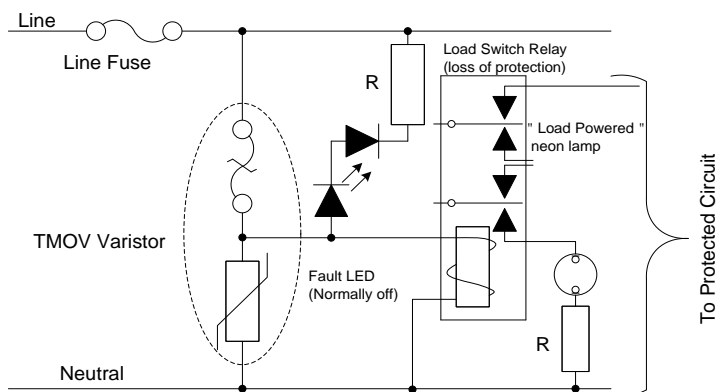 Line
Line Fuse
R
Load Switch Relay
(loss of protection)
" Load Powered "
neon lamp
TMOV Varistor
Fault LED
(Normally off)
R
Neutral
To Protected Circuit